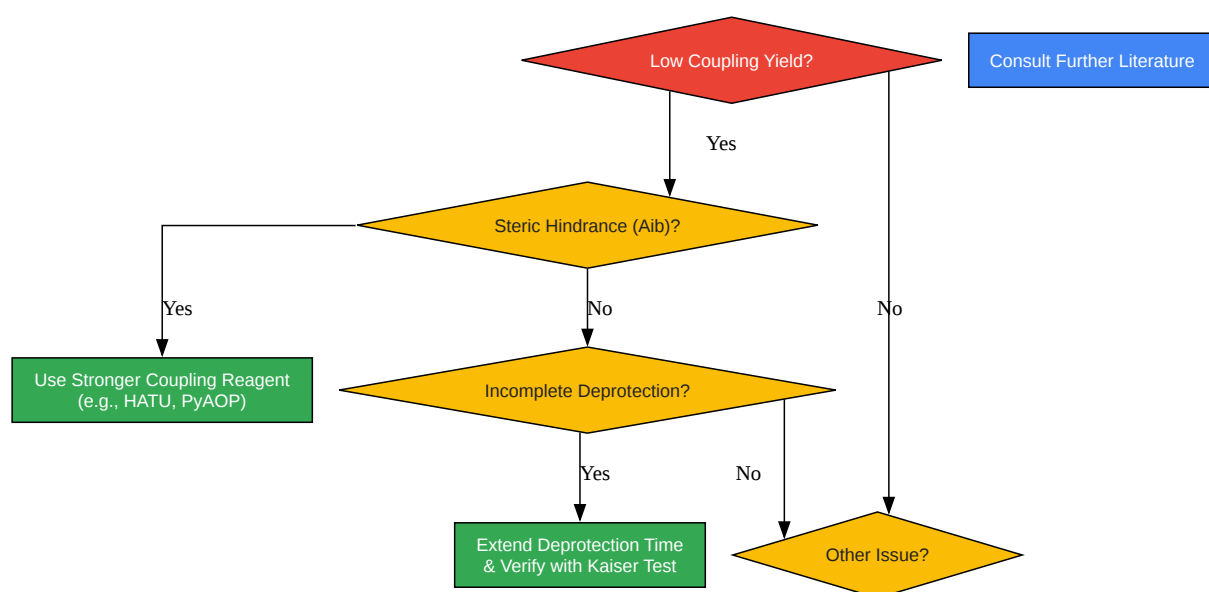 Low Coupling Yield?
Consult Further Literature
Yes
Steric Hindrance (Aib)?
Yes
No
No
Use Stronger Coupling Reagent
(e.g., HATU, PyAOP)
Incomplete Deprotection?
Yes
No
Extend Deprotection Time
& Verify with Kaiser Test
Other Issue?